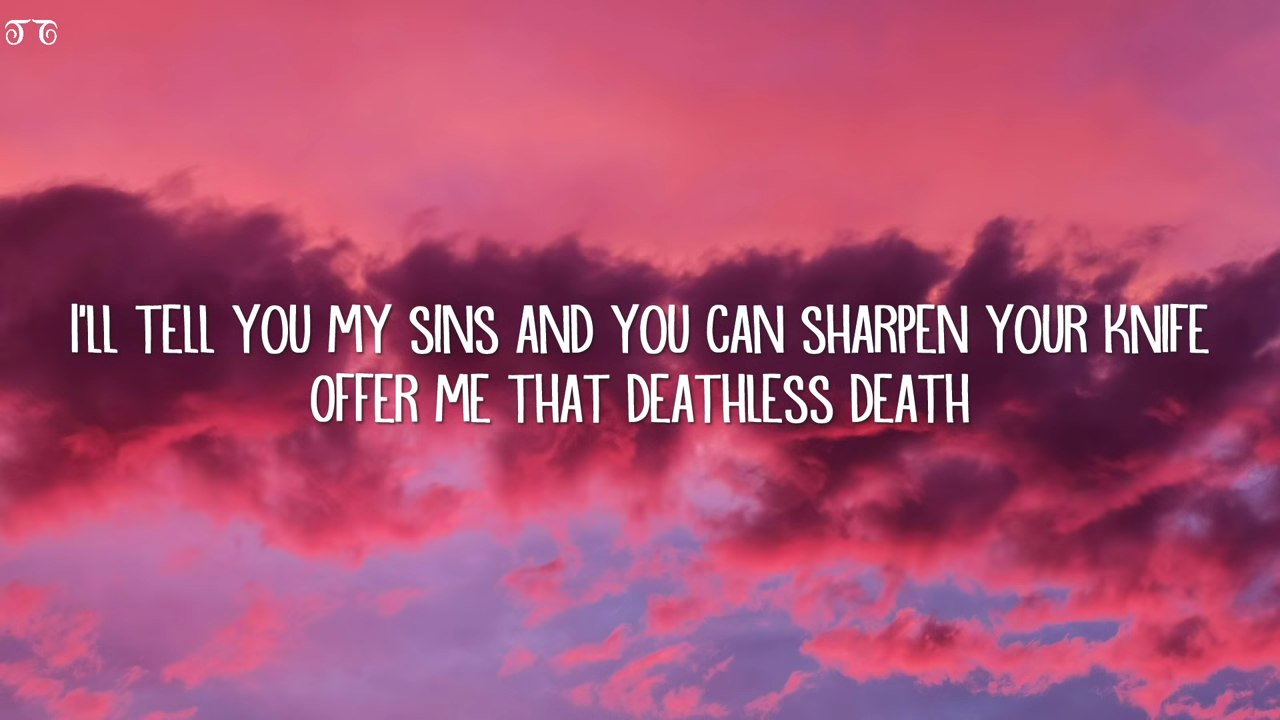 I'LL TELL YOU MY SINS AND YOU CAN SHARPEN YOUR KNIFE
OFFER ME THAT DEATHLESS DEATH